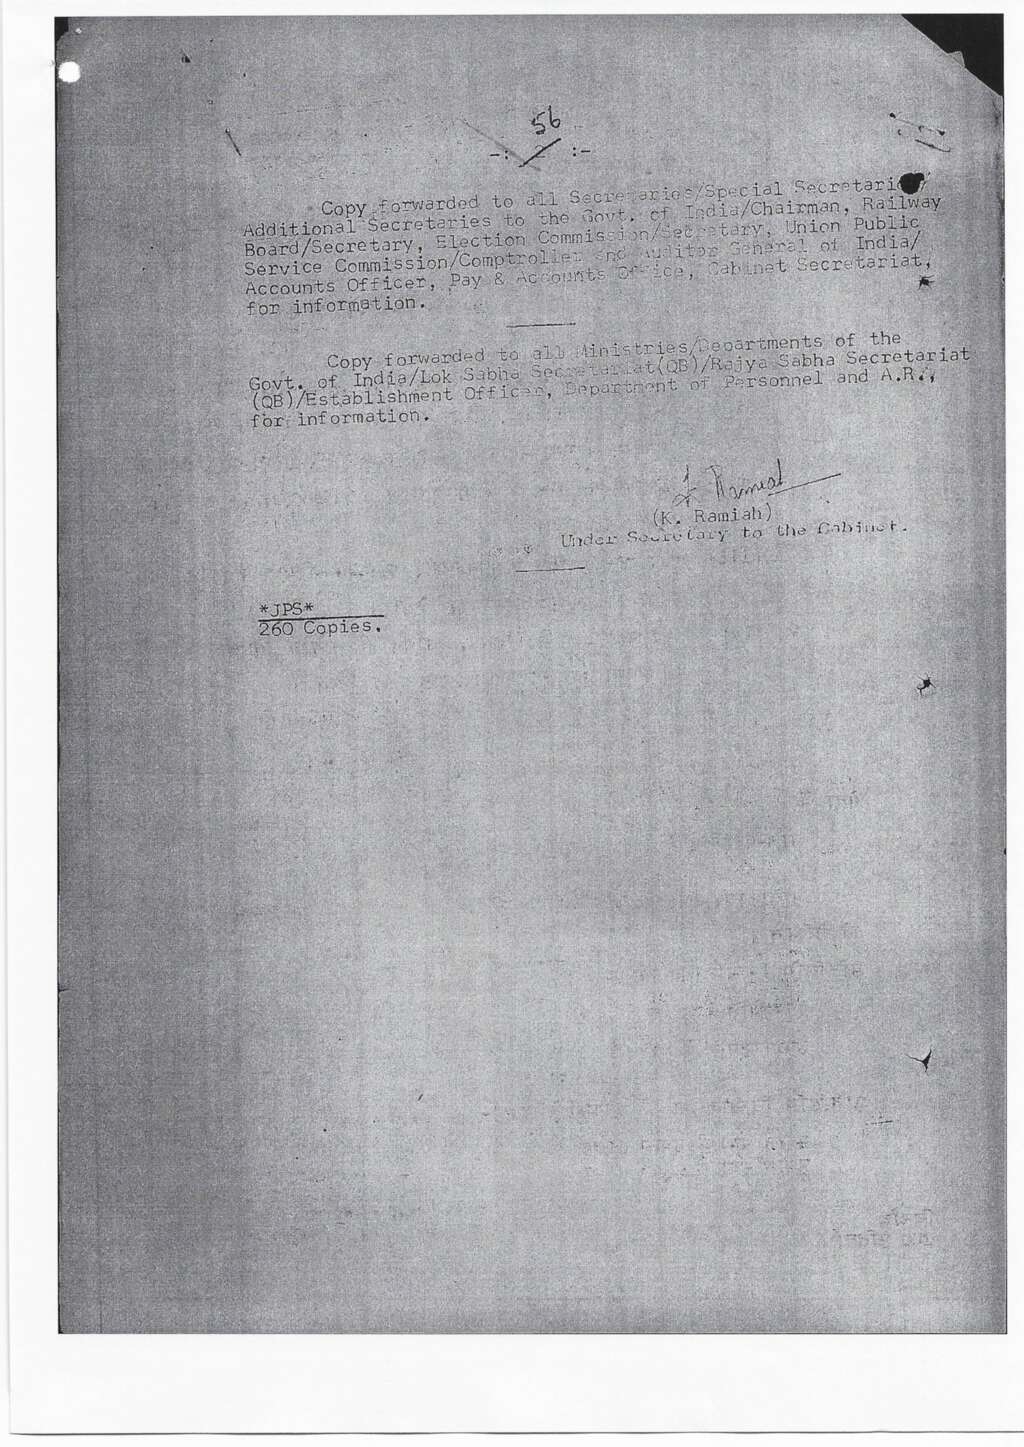 56
-: 2 :-
Copy forwarded to all Secretaries/Special Secretaries/
Additional Secretaries to the Govt. of India/Chairman, Railway
Board/Secretary, Election Commission/Secretary, Union Public
Service Commission/Comptroller and Auditor General of India/
Accounts Officer, Pay & Accounts Office, Cabinet Secretariat,
for information.
Copy forwarded to all Ministries/Departments of the
Govt. of India/Lok Sabha Secretariat(QB)/Rajya Sabha Secretariat
(QB)/Establishment Officer, Department of Personnel and A.R.,
for information.
K Ramiah
(K. Ramiah)
Under Secretary to the Cabinet.
*JPS*
260 Copies.